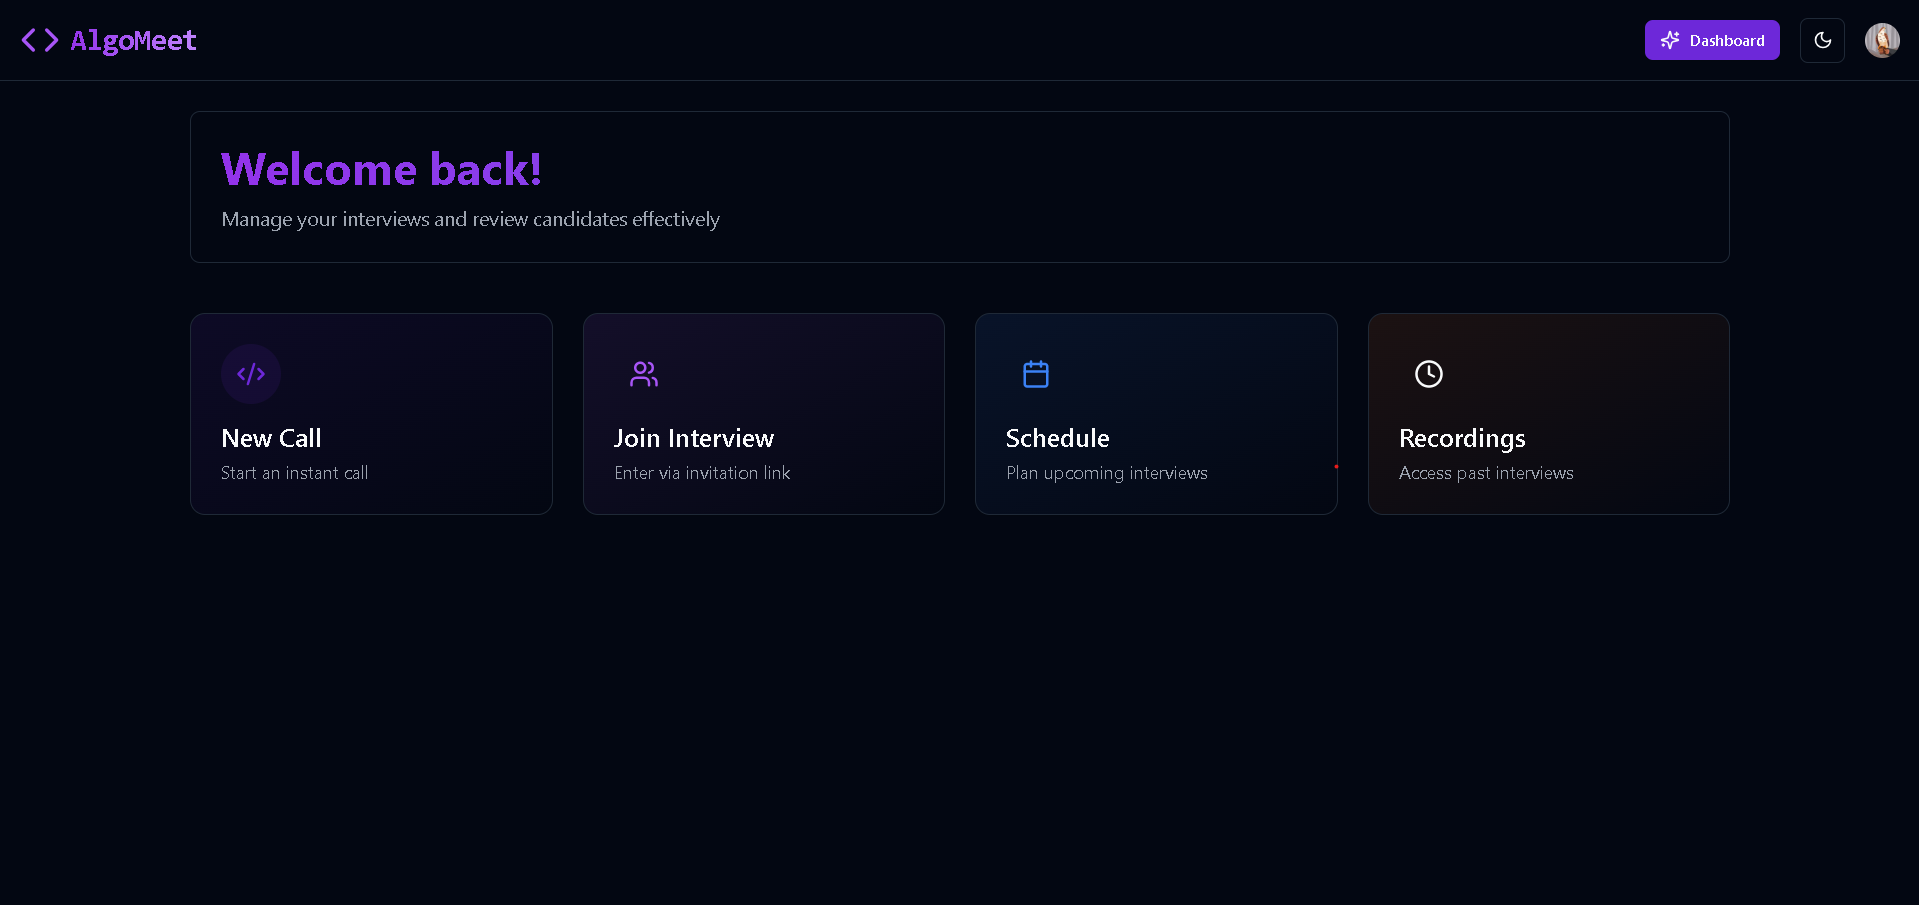 AlgoMeet
Dashboard
Welcome back!
Manage your interviews and review candidates effectively
New Call
Start an instant call
Join Interview
Enter via invitation link
Schedule
Plan upcoming interviews
Recordings
Access past interviews